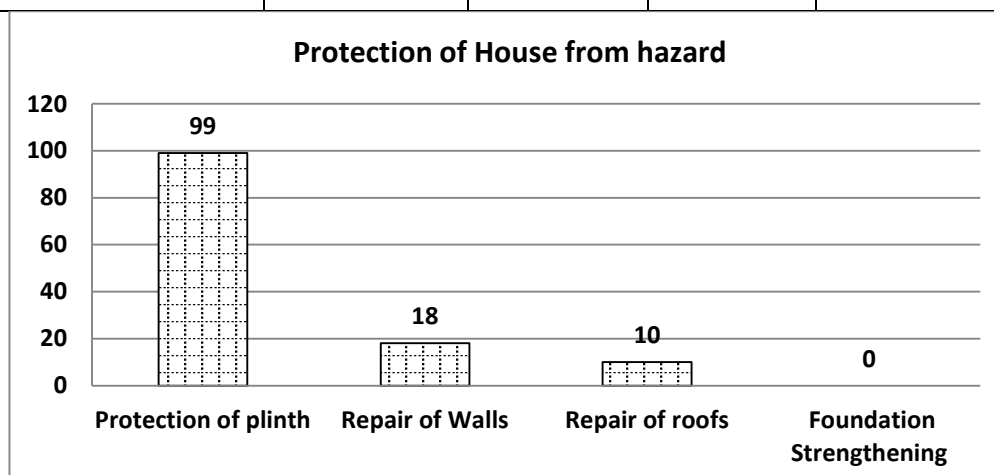 Protection of House from hazard
120
100
80
60
40
20
0
99
18
10
0
Protection of plinth
Repair of Walls
Repair of roofs
Foundation
Strengthening